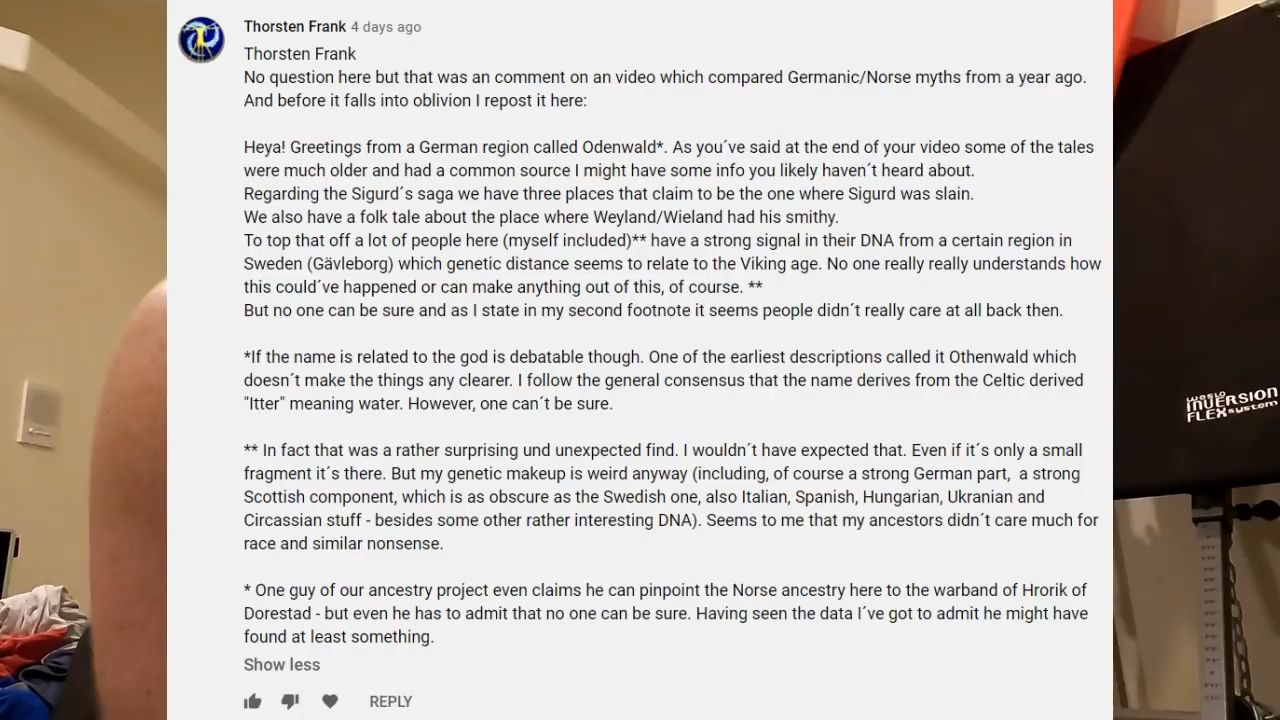 Thorsten Frank 4 days ago
Thorsten Frank
No question here but that was an comment on an video which compared Germanic/Norse myths from a year ago.
And before it falls into oblivion I repost it here:
Heya! Greetings from a German region called Odenwald*. As you´ve said at the end of your video some of the tales
were much older and had a common source I might have some info you likely haven´t heard about.
Regarding the Sigurd´s saga we have three places that claim to be the one where Sigurd was slain.
We also have a folk tale about the place where Weyland/Wieland had his smithy.
To top that off a lot of people here (myself included)** have a strong signal in their DNA from a certain region in
Sweden (Gävleborg) which genetic distance seems to relate to the Viking age. No one really really understands how
this could´ve happened or can make anything out of this, of course. **
But no one can be sure and as I state in my second footnote it seems people didn´t really care at all back then.
*If the name is related to the god is debatable though. One of the earliest descriptions called it Othenwald which
doesn´t make the things any clearer. I follow the general consensus that the name derives from the Celtic derived
"Itter" meaning water. However, one can´t be sure.
** In fact that was a rather surprising und unexpected find. I wouldn´t have expected that. Even if it´s only a small
fragment it´s there. But my genetic makeup is weird anyway (including, of course a strong German part,  a strong
Scottish component, which is as obscure as the Swedish one, also Italian, Spanish, Hungarian, Ukranian and
Circassian stuff - besides some other rather interesting DNA). Seems to me that my ancestors didn´t care much for
race and similar nonsense.
* One guy of our ancestry project even claims he can pinpoint the Norse ancestry here to the warband of Hrorik of
Dorestad - but even he has to admit that no one can be sure. Having seen the data I´ve got to admit he might have
found at least something.
Show less
REPLY
weslo
INVERSION
FLEX system